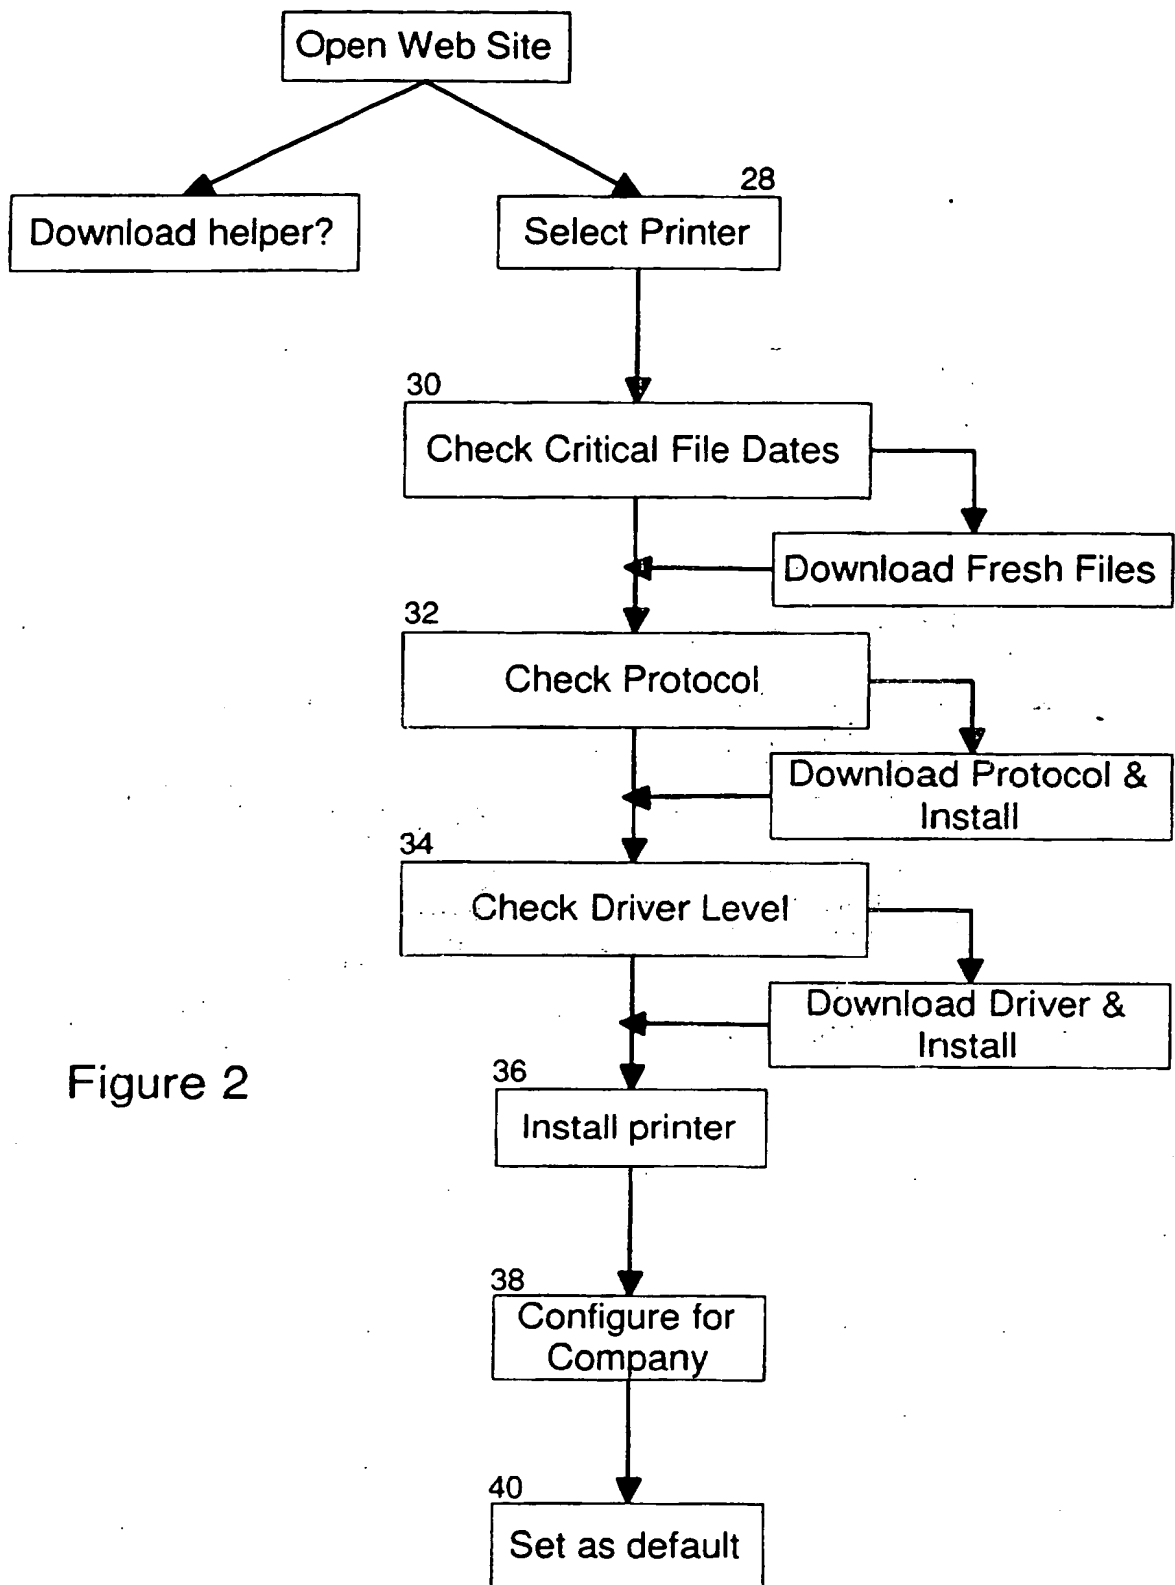 Open Web Site
28
Download helper?
Select Printer
30
Check Critical File Dates
Download Fresh Files
32
Check Protocol
Download Protocol &
Install
34
Check Driver Level
Download Driver &
Install
Figure 2
36
Install printer
38
Configure for
Company
40
Set as default